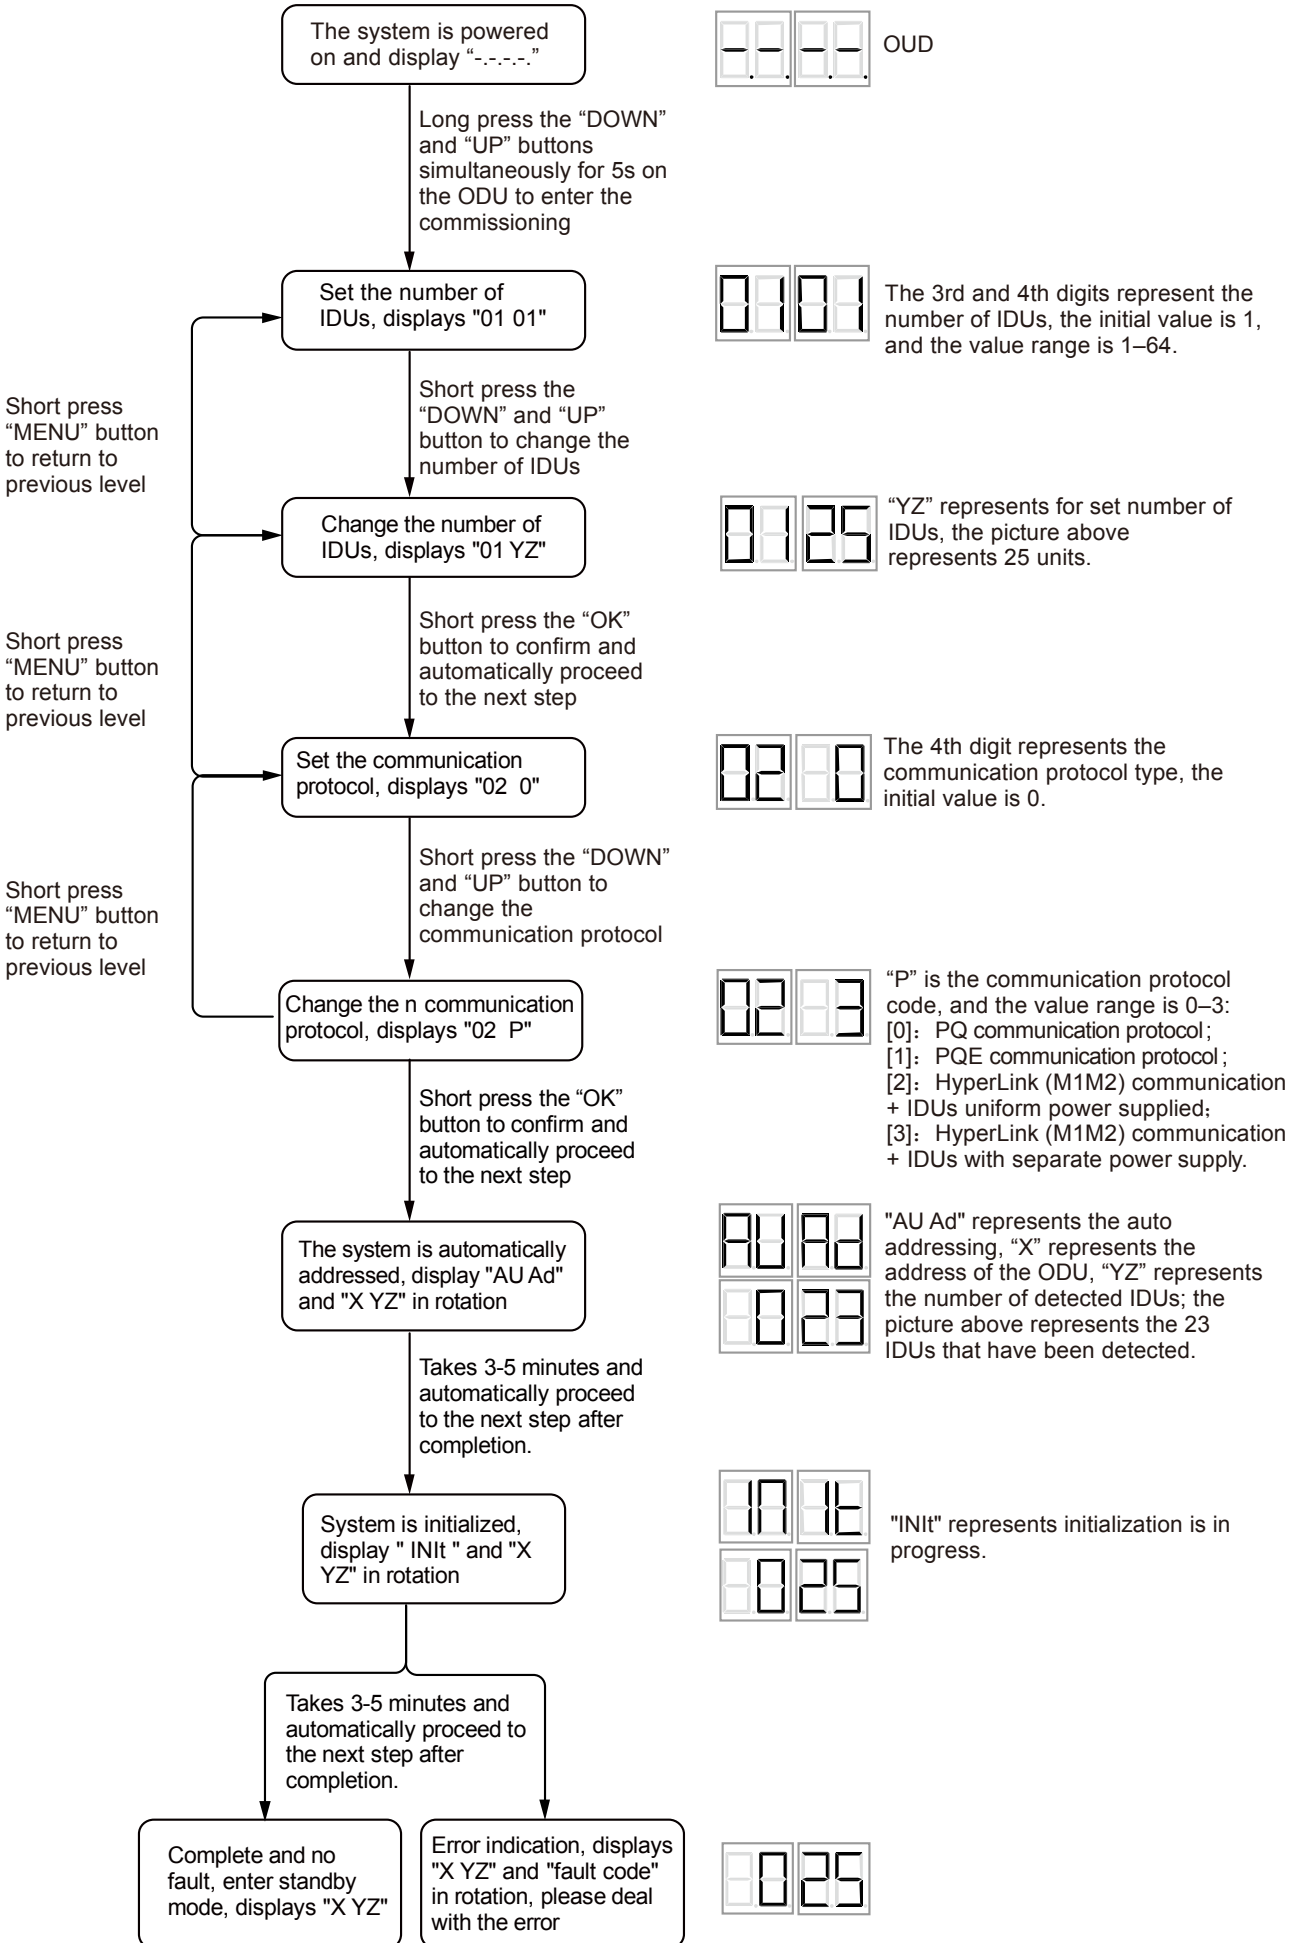 The system is powered
on and display “-.-.-.-.”
OUD
Long press the “DOWN”
and “UP” buttons
simultaneously for 5s on
the ODU to enter the
commissioning
Set the number of
IDUs, displays "01 01"
0101
The 3rd and 4th digits represent the
number of IDUs, the initial value is 1,
and the value range is 1–64.
Short press
“MENU” button
to return to
previous level
Short press the
“DOWN” and “UP”
button to change the
number of IDUs
Change the number of
IDUs, displays "01 YZ"
0125
“YZ” represents for set number of
IDUs, the picture above
represents 25 units.
Short press
“MENU” button
to return to
previous level
Short press the “OK”
button to confirm and
automatically proceed
to the next step
Set the communication
protocol, displays "02  0"
02 0
The 4th digit represents the
communication protocol type, the
initial value is 0.
Short press
“MENU” button
to return to
previous level
Short press the “DOWN”
and “UP” button to
change the
communication protocol
Change the n communication
protocol, displays "02  P"
02 3
“P” is the communication protocol
code, and the value range is 0–3:
[0]：PQ communication protocol;
[1]：PQE communication protocol;
[2]：HyperLink (M1M2) communication
+ IDUs uniform power supplied;
[3]：HyperLink (M1M2) communication
+ IDUs with separate power supply.
Short press the “OK”
button to confirm and
automatically proceed
to the next step
The system is automatically
addressed, display "AU Ad"
and "X YZ" in rotation
AU Ad
023
"AU Ad" represents the auto
addressing, “X” represents the
address of the ODU, “YZ” represents
the number of detected IDUs; the
picture above represents the 23
IDUs that have been detected.
Takes 3-5 minutes and
automatically proceed
to the next step after
completion.
System is initialized,
display " INIt " and "X
YZ" in rotation
INIt
025
"INIt" represents initialization is in
progress.
Takes 3-5 minutes and
automatically proceed to
the next step after
completion.
Complete and no
fault, enter standby
mode, displays "X YZ"
Error indication, displays
"X YZ" and "fault code"
in rotation, please deal
with the error
025